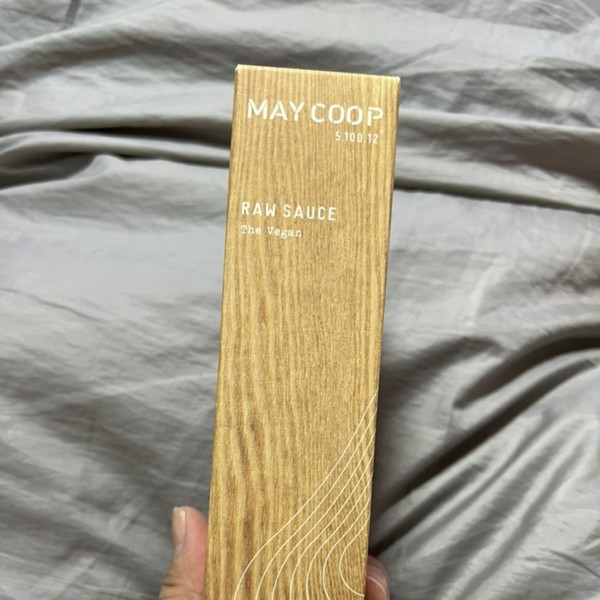 MAY COOP
5.100.12
RAW SAUCE
The Vegan